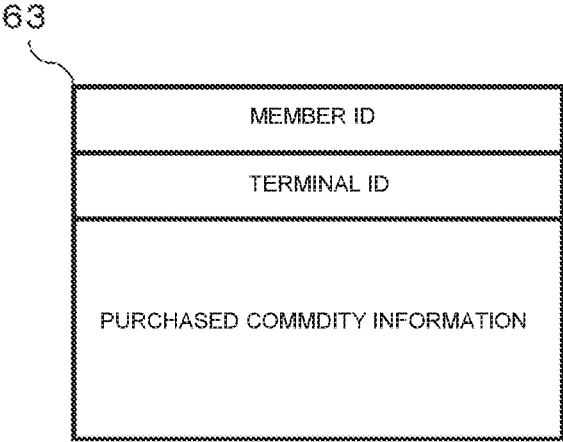 63
MEMBER ID
TERMINAL ID
PURCHASED COMMDITY INFORMATION